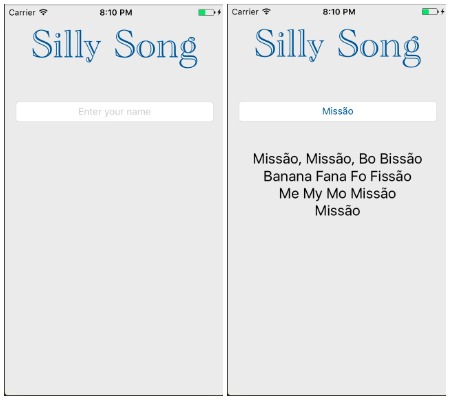 Carrier 8:10 PM
Silly Song
Enter your name
Carrier 8:10 PM
Silly Song
Missão
Missão, Missão, Bo Bissão
Banana Fana Fo Fissão
Me My Mo Missão
Missão